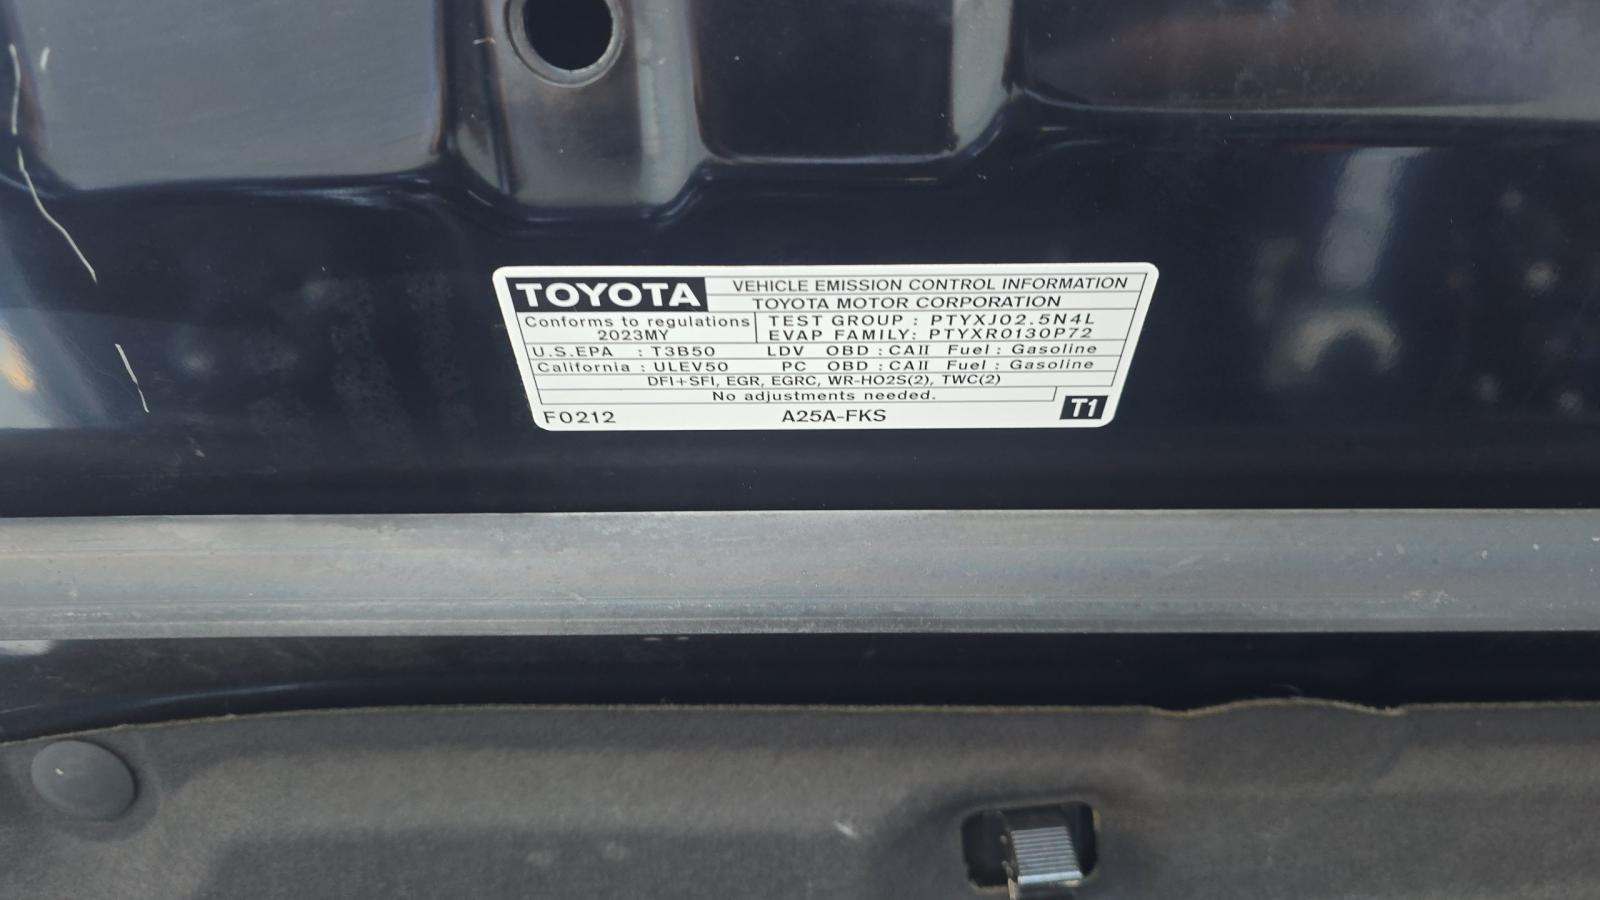 TOYOTA VEHICLE EMISSION CONTROL INFORMATION
TOYOTA MOTOR CORPORATION
Conforms to regulations
2023MY
TEST GROUP : PTYXJ02.5N4L
EVAP FAMILY: PTYXR0130P72
U.S.EPA : T3B50 LDV OBD : CAII Fuel : Gasoline
California : ULEV50 PC OBD : CAII Fuel : Gasoline
DFI+SFI, EGR, EGRC, WR-HO2S(2), TWC(2)
No adjustments needed.
F0212 A25A-FKS T1